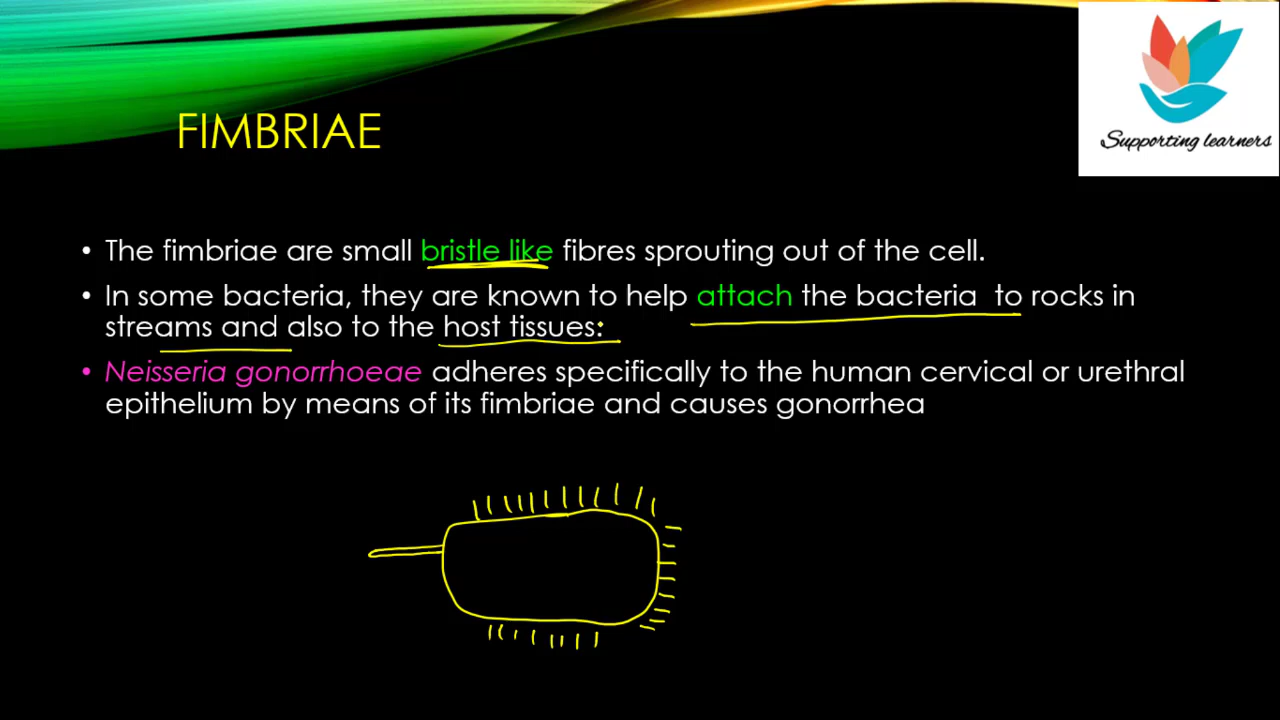 Supporting learners
FIMBRIAE
• The fimbriae are small bristle like fibres sprouting out of the cell.
• In some bacteria, they are known to help attach the bacteria to rocks in
streams and also to the host tissues:
• Neisseria gonorrhoeae adheres specifically to the human cervical or urethral
epithelium by means of its fimbriae and causes gonorrhea